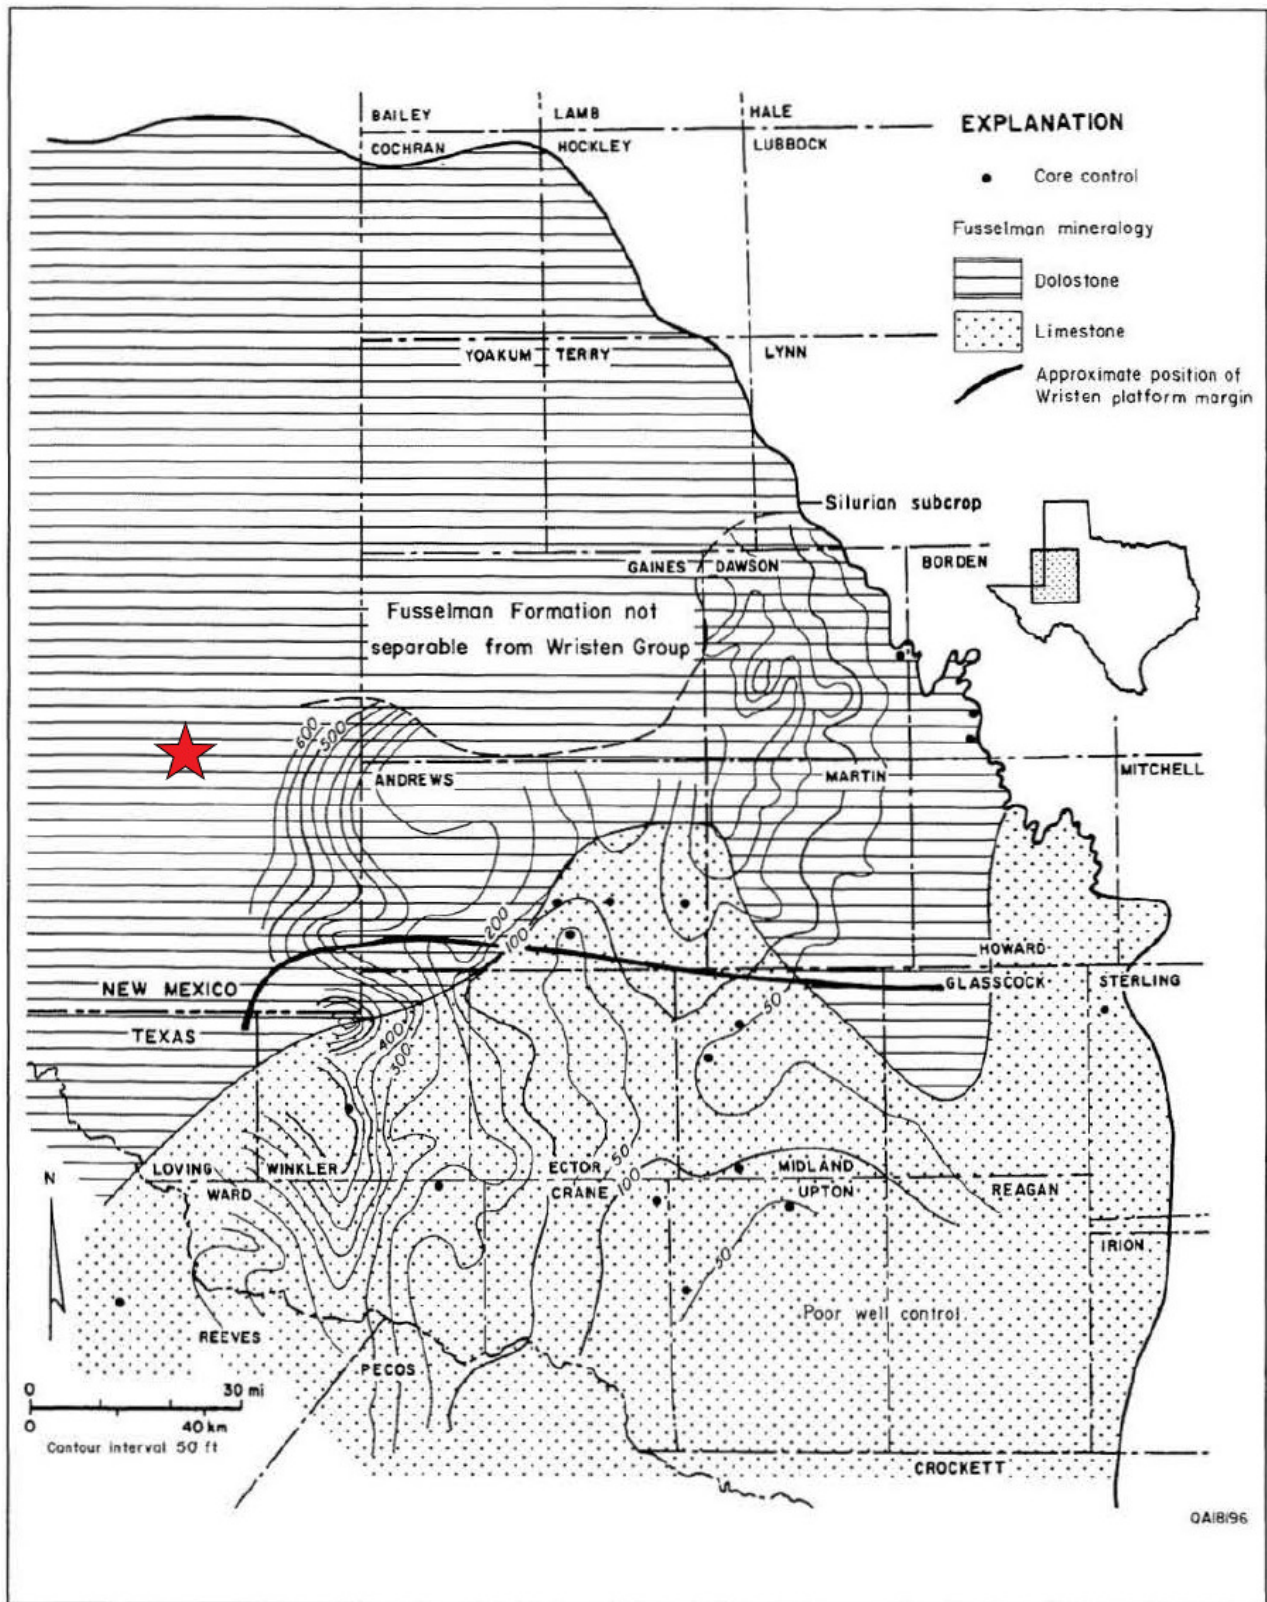 BAILEY
LAMB
HALE
COCHRAN
HOCKLEY
LUBBOCK
EXPLANATION
Core control
Fusselman mineralogy
Dolostone
Limestone
Approximate position of
Wristen platform margin
YOAKUM
TERRY
LYNN
Silurian subcrop
GAINES
DAWSON
BORDEN
Fusselman Formation not
separable from Wristen Group
600
500
ANDREWS
MARTIN
MITCHELL
200
100
HOWARD
NEW MEXICO
GLASSCOCK
STERLING
TEXAS
400
300
50
N
LOVING
WINKLER
ECTOR
50
MIDLAND
WARD
CRANE
100
UPTON
REAGAN
IRION
50
Poor well control
REEVES
PECOS
0
30 mi
0
40 km
Contour interval 50 ft
CROCKETT
QA18196